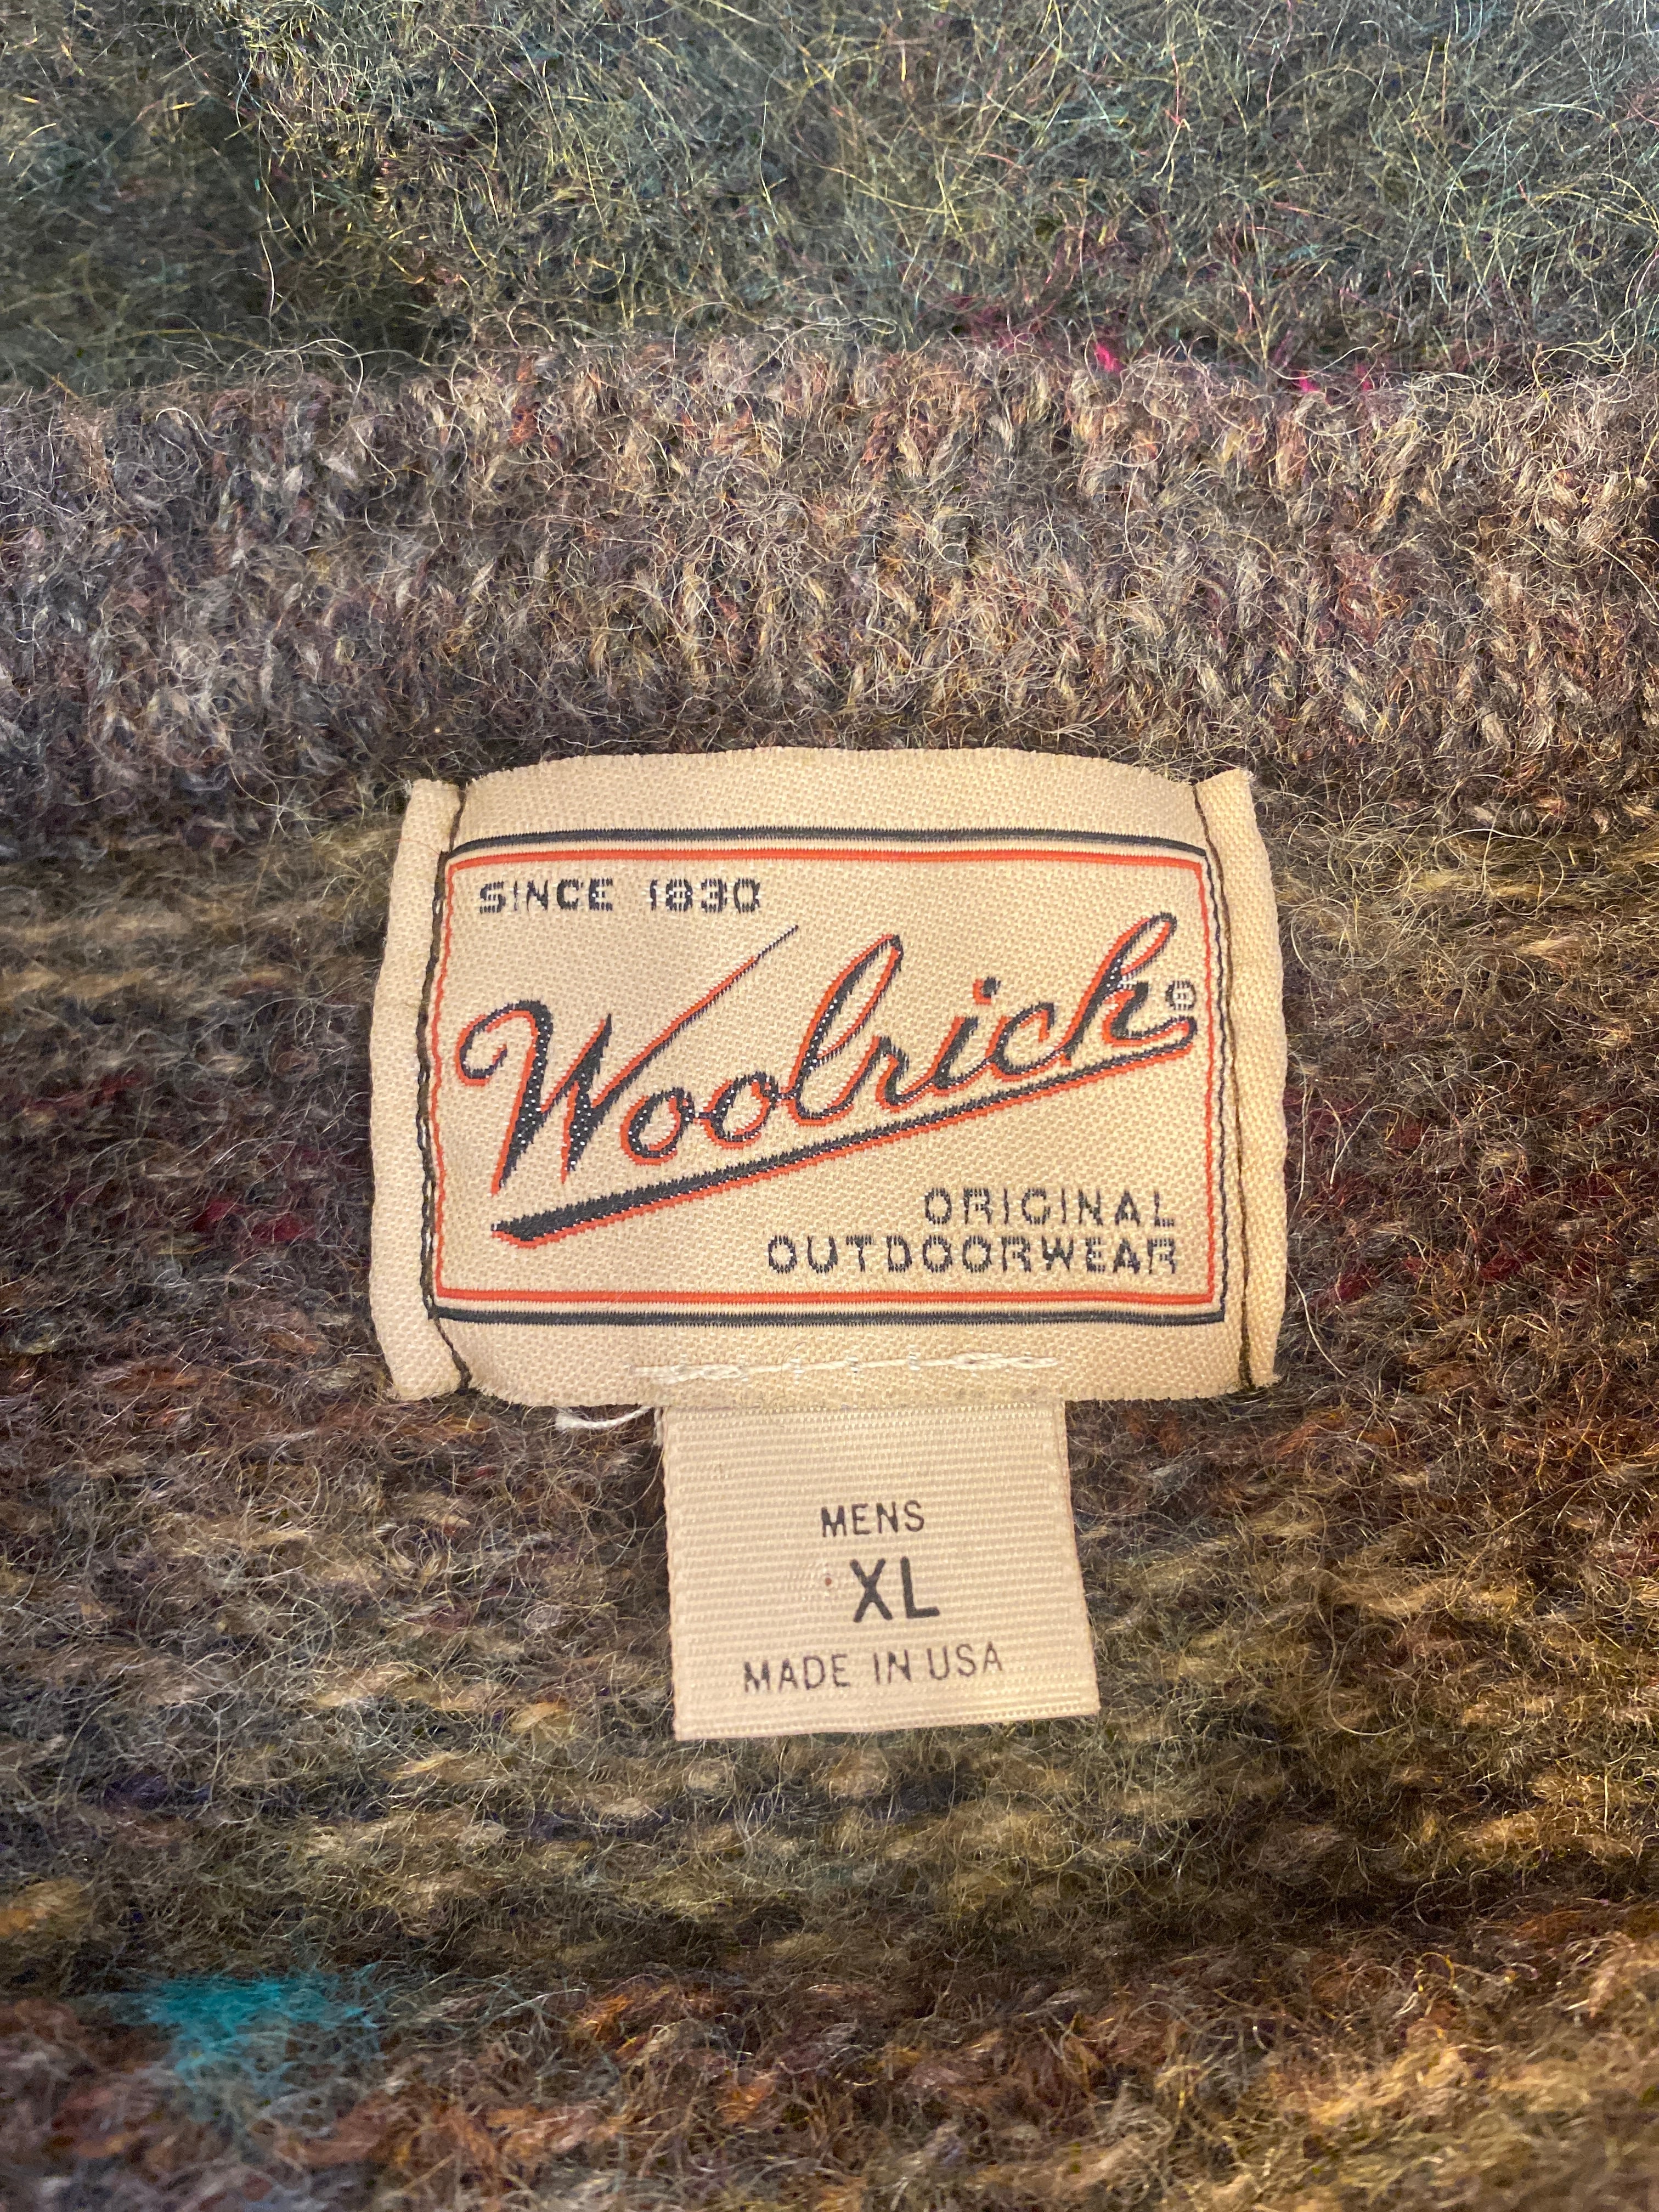 SINCE 1830
Woolrich®
ORIGINAL
OUTDOORWEAR
MENS
XL
MADE IN USA